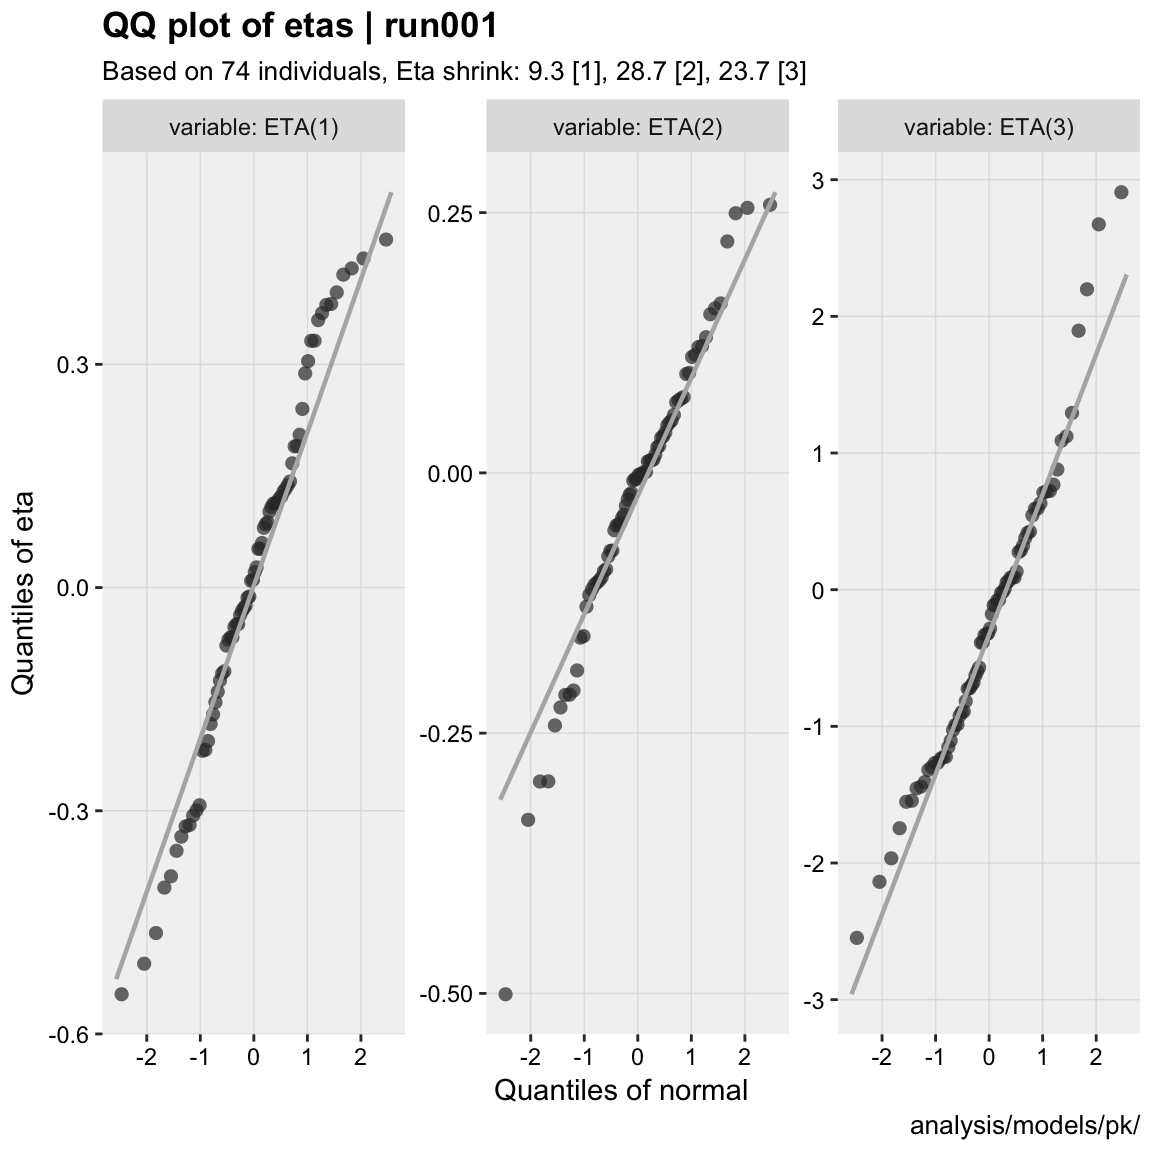 QQ plot of etas | run001
Based on 74 individuals, Eta shrink: 9.3 [1], 28.7 [2], 23.7 [3]
variable: ETA(1)
variable: ETA(2)
variable: ETA(3)
Quantiles of eta
0.3
0.0
-0.3
-0.6
0.25
0.00
-0.25
-0.50
3
2
1
0
-1
-2
-3
-2 -1 0 1 2
-2 -1 0 1 2
-2 -1 0 1 2
Quantiles of normal
analysis/models/pk/